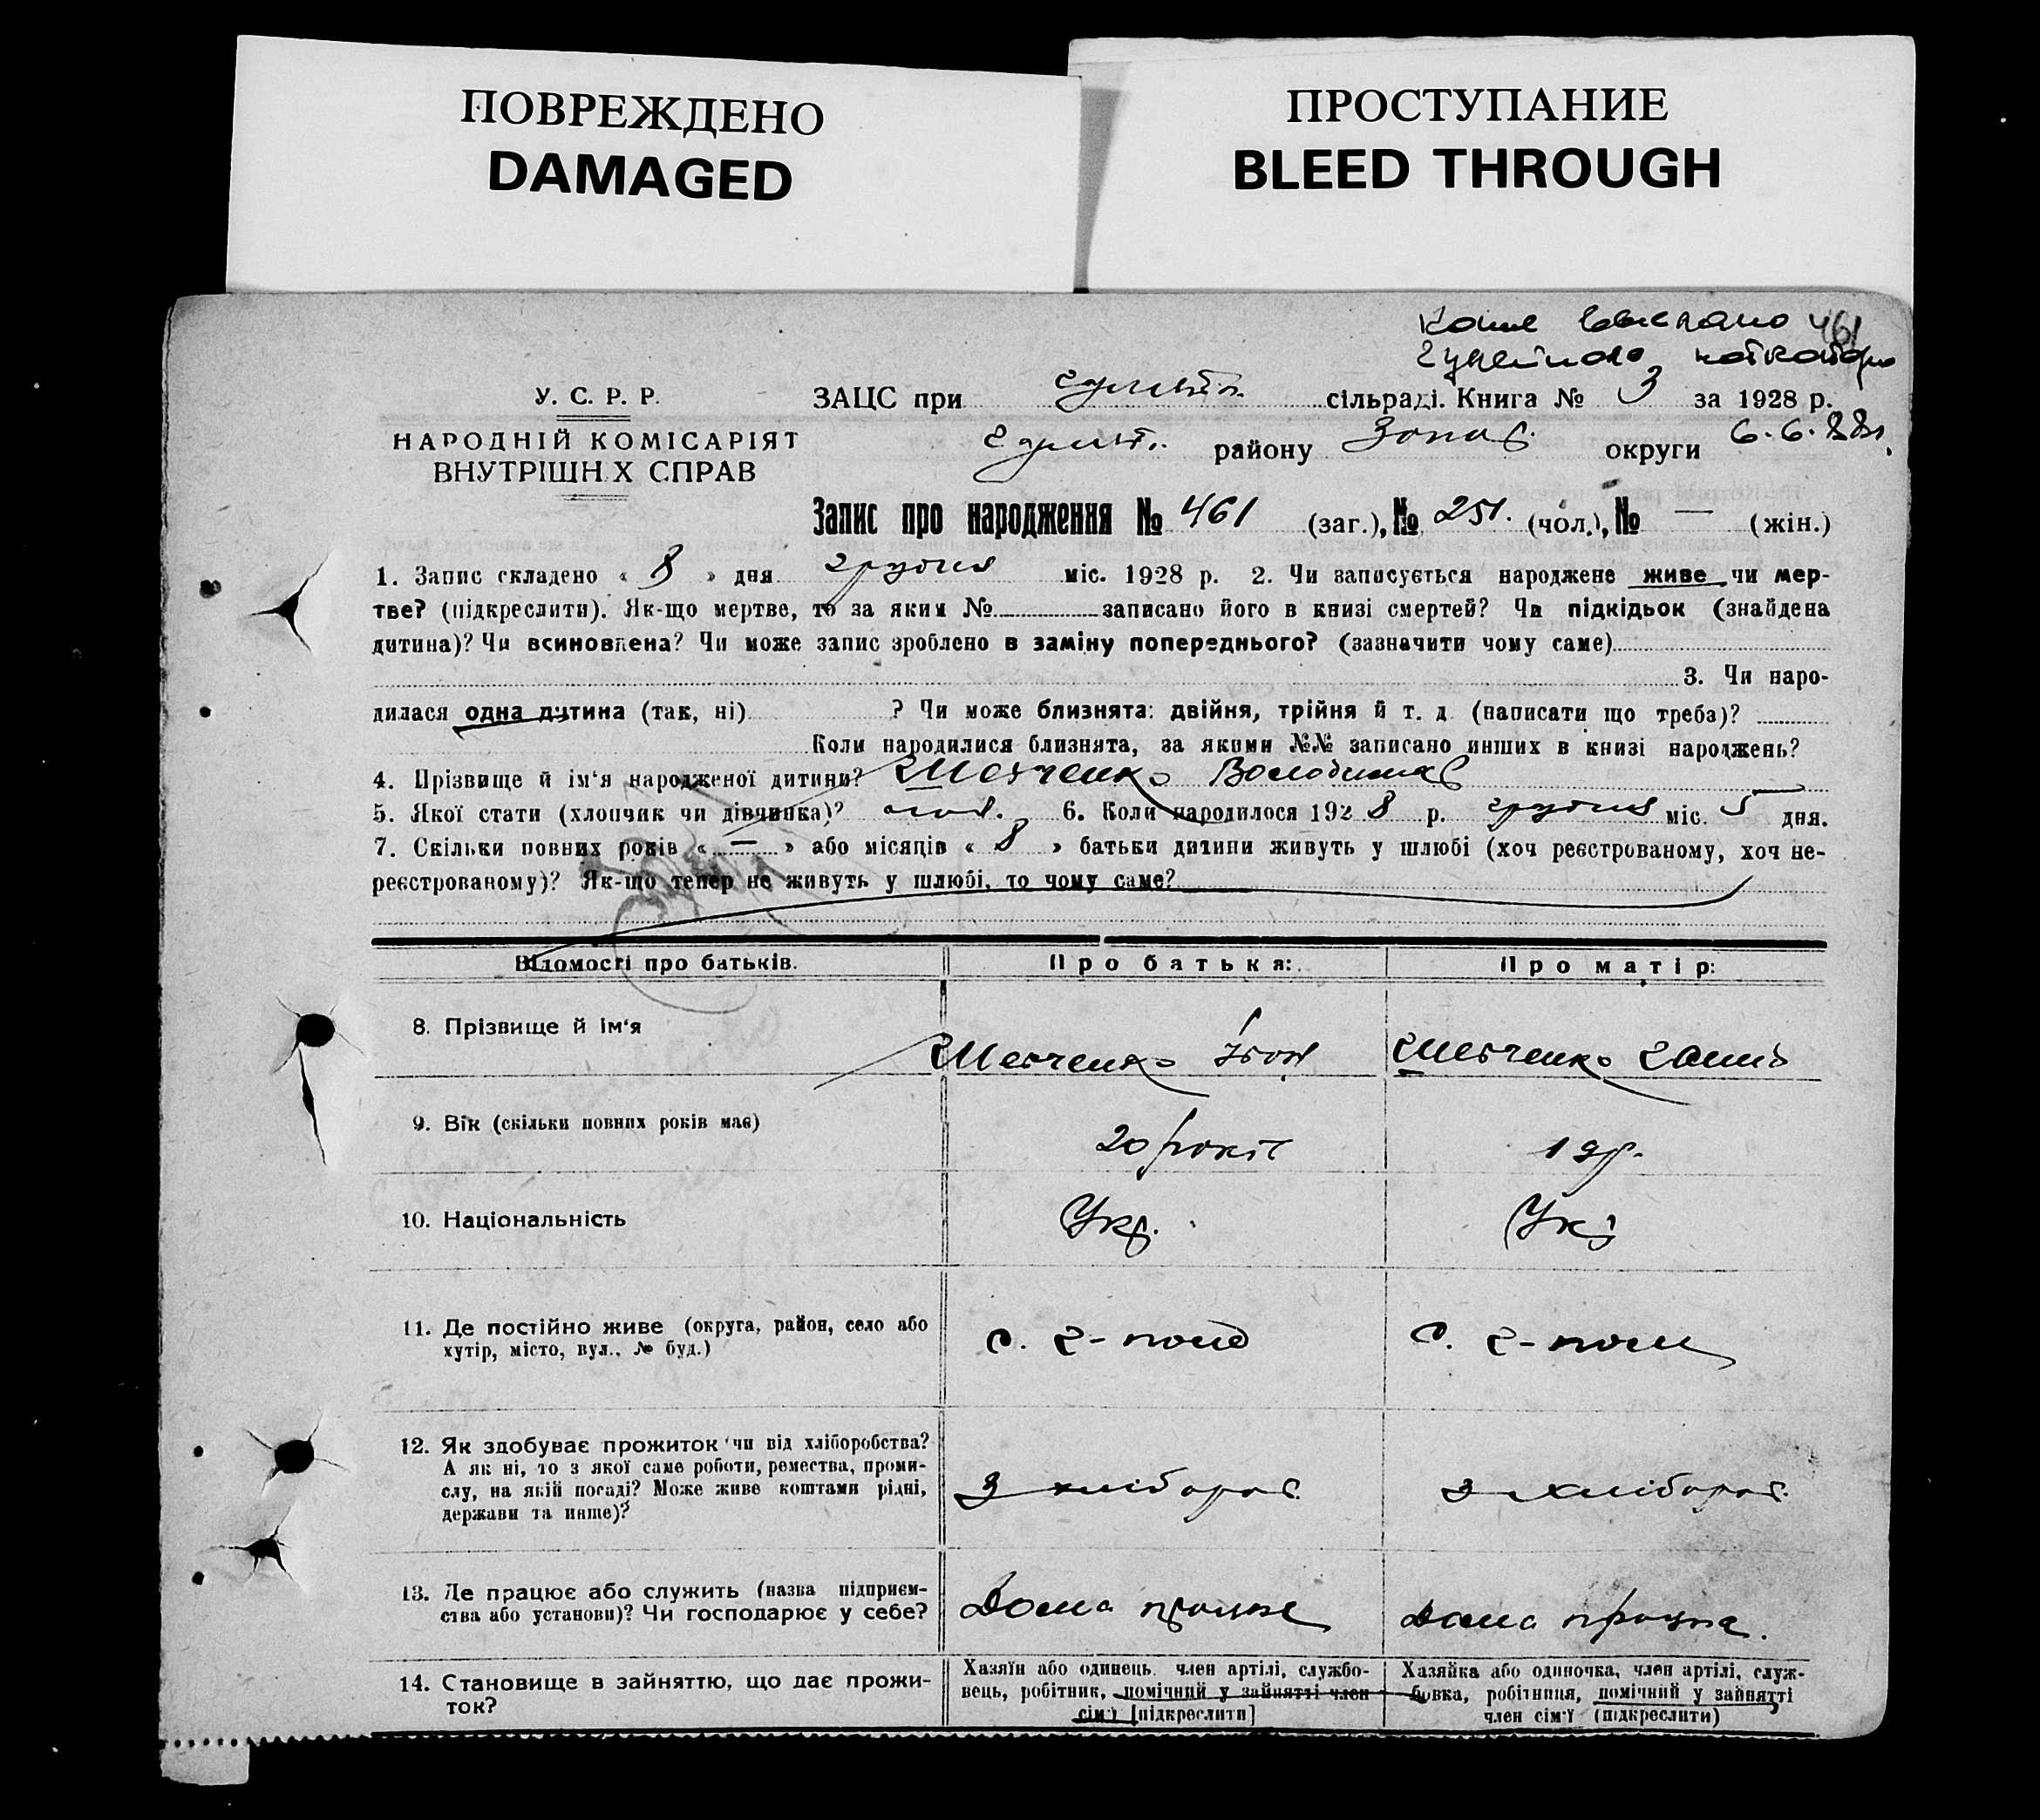 ПОВРЕЖДЕНО
DAMAGED
ПРОСТУПАНИЕ
BLEED THROUGH
461
У. С. Р. Р.
НАРОДНІЙ КОМІСАРІЯТ
ВНУТРІШН.Х СПРАВ
ЗАЦС при сільраді. Книга № 3 за 1928 р.
району округи 6.6.88г.
Запис про народження № 461 (заг.), № 251. (чол.), № — (жін.)
1. Запис складено « 8 » дня грудня міс. 1928 р. 2. Чи записується народжене живе чи мер-
тве? (підкреслити). Як-що мертве, то за яким № записано його в книзі смертей? Чи підкідьок (знайдена
дитина)? Чи всиновлена? Чи може запис зроблено в заміну попереднього? (зазначити чому саме)
3. Чи наро-
дилася одна дитина (так, ні) ? Чи може близнята: двійня, трійня й т. д. (написати що треба)?
Коли народилися близнята, за якими №№ записано инших в книзі народжень?
4. Прізвище й ім‘я народженої дитини? Шевченко Володимир
5. Якої стати (хлопчик чи дівчинка)? чол. 6. Коли народилося 1928 р. грудня міс. 5 дня.
7. Скільки повних років « — » або місяців « 8 » батьки дитини живуть у шлюбі (хоч реєстрованому, хоч не-
реєстрованому)? Як-що тепер не живуть у шлюбі, то чому саме?
Відомості про батьків.
Про батька:
Про матір:
8. Прізвище й ім‘я
Шевченко Іван
Шевченко Ганна
9. Вік (скільки повних років має)
20 років
19 р.
10. Національність
Укр.
Укр
11. Де постійно живе (округа, район, село або
хутір, місто, вул., № буд.)
с. Г-поле
с. Г-поле
12. Як здобуває прожиток чи від хліборобства?
А як ні, то з якої саме роботи, ремества, проми-
слу, на якій посаді? Може живе коштами рідні,
держави та инше)?
З хлібороб.
З хлібороб.
13. Де працює або служить (назва підприєм-
ства або установи)? Чи господарює у себе?
Дома працює
Дома працює.
14. Становище в зайняттю, що дає прожи-
ток?
Хазяїн або одинець, член артілі, службо-
вець, робітник, помічний у зайнятті член
сім'ї [підкреслити]
Хазяйка або одиночка, член артілі, служ-
бовка, робітниця, помічний у зайнятті
член сім'ї (підкреслити)